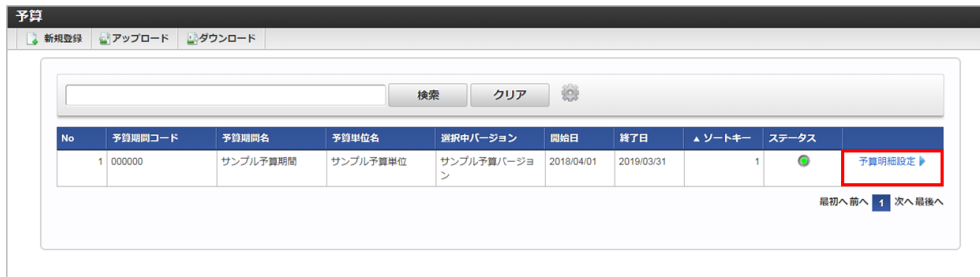 予算
新規登録 アップロード ダウンロード
検索 クリア
No 予算期間コード 予算期間名 予算単位名 選択中バージョン 開始日 終了日 ▲ ソートキー ステータス
1 000000 サンプル予算期間 サンプル予算単位 サンプル予算バージョ 2018/04/01 2019/03/31 1 予算明細設定
ン
最初へ 前へ 1 次へ 最後へ